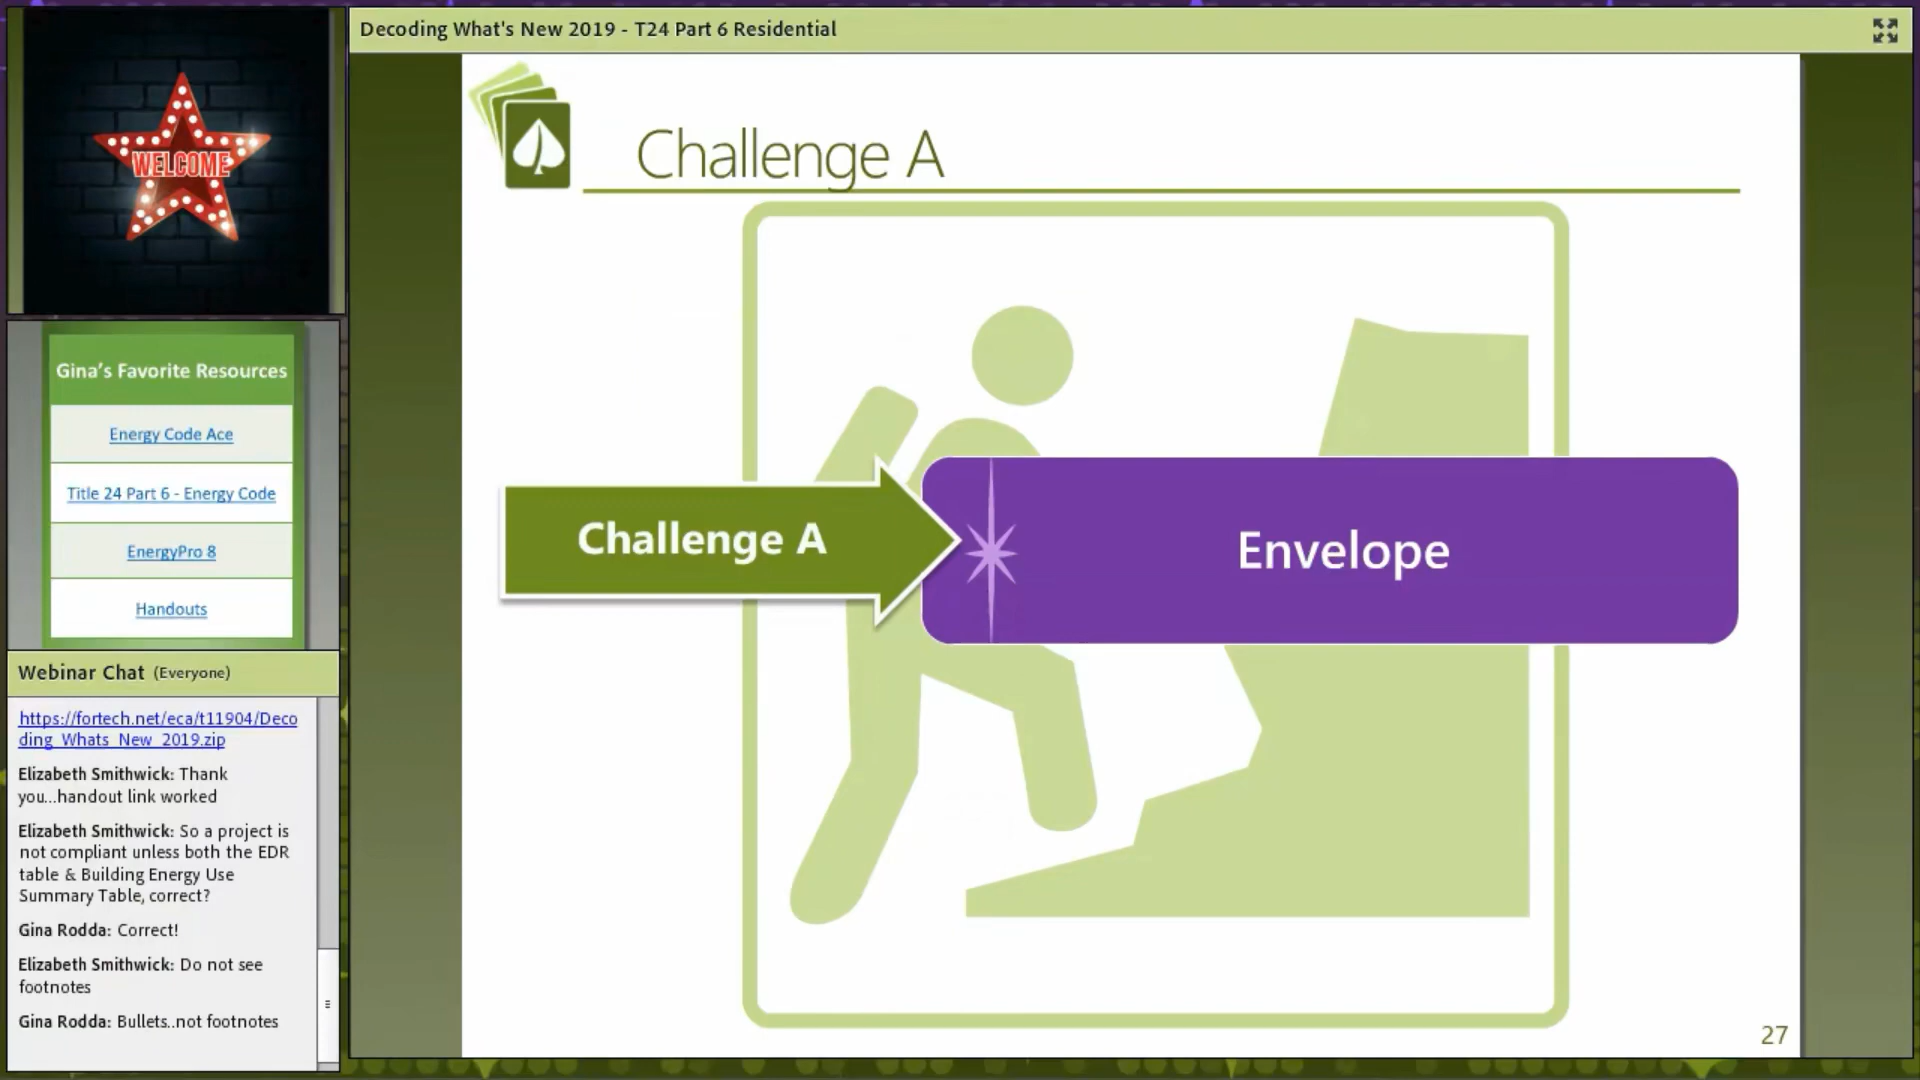 Decoding What's New 2019 - T24 Part 6 Residential
WELCOME
Gina's Favorite Resources
Energy Code Ace
Title 24 Part 6 - Energy Code
EnergyPro 8
Handouts
Webinar Chat (Everyone)
https://fortech.net/eca/t11904/Deco
ding_Whats_New_2019.zip
Elizabeth Smithwick: Thank
you...handout link worked
Elizabeth Smithwick: So a project is
not compliant unless both the EDR
table & Building Energy Use
Summary Table, correct?
Gina Rodda: Correct!
Elizabeth Smithwick: Do not see
footnotes
Gina Rodda: Bullets..not footnotes
Challenge A
Challenge A
Envelope
27